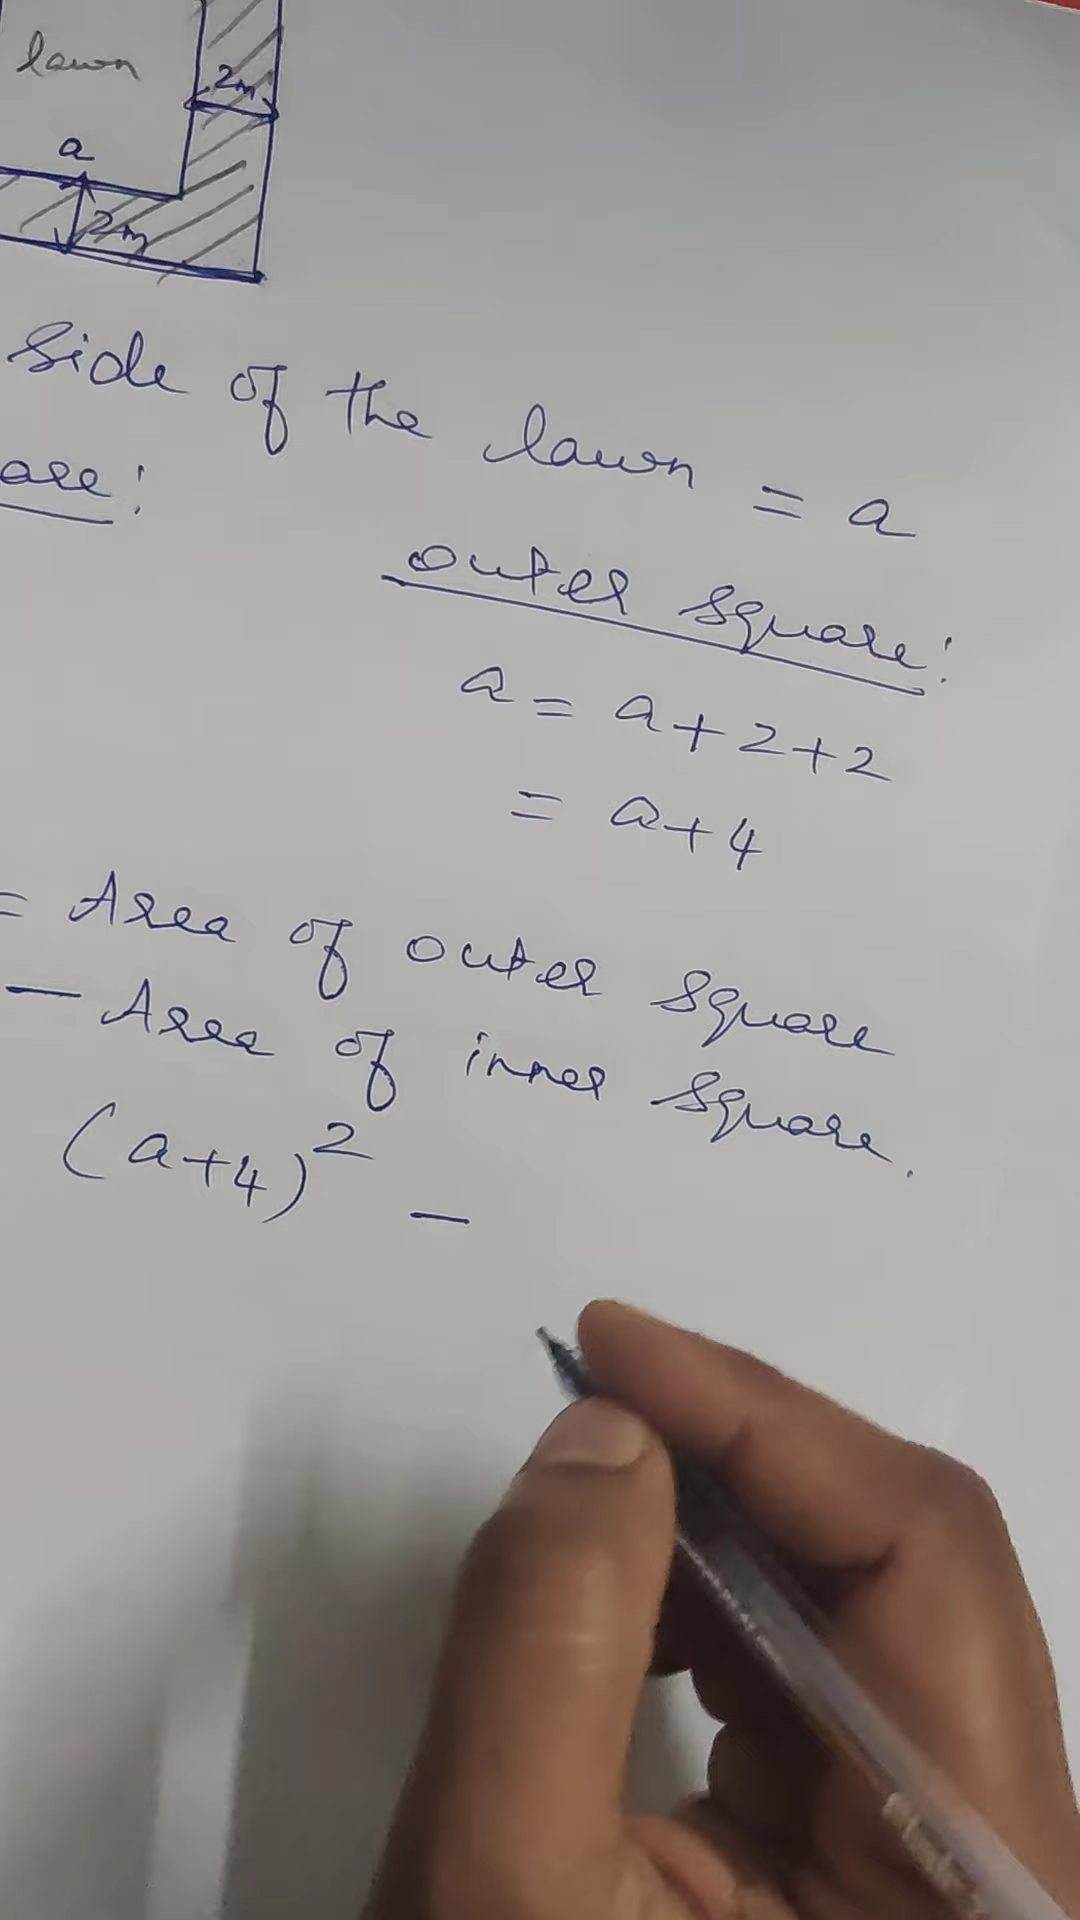 lawn
2m
a
2m
side of the lawn = a
are:
outer square:
a = a+2+2
= a+4
= Area of outer square
— Area of inner square.
(a+4)² —